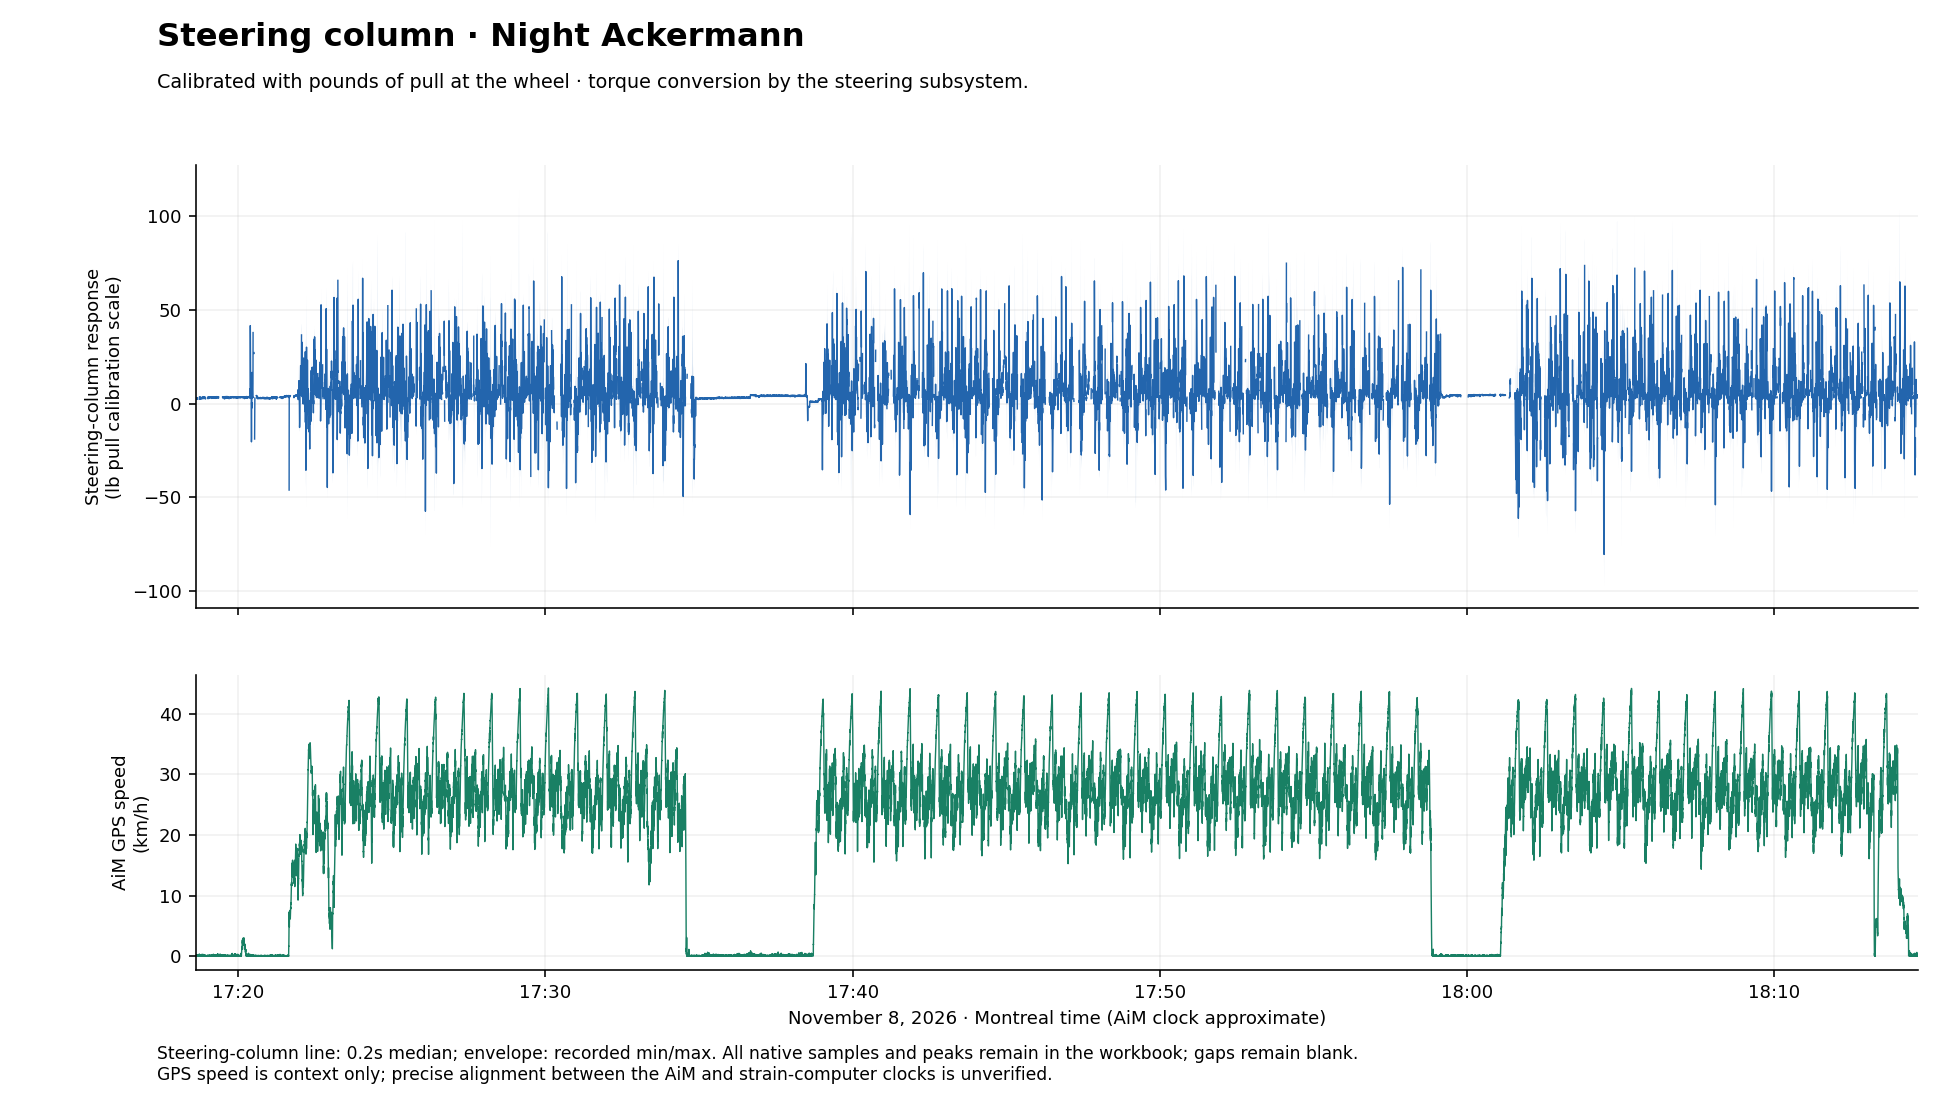 Steering column · Night Ackermann
Calibrated with pounds of pull at the wheel · torque conversion by the steering subsystem.
Steering-column response
(lb pull calibration scale)
100
50
0
−50
−100
AiM GPS speed
(km/h)
40
30
20
10
0
17:20 17:30 17:40 17:50 18:00 18:10
November 8, 2026 · Montreal time (AiM clock approximate)
Steering-column line: 0.2s median; envelope: recorded min/max. All native samples and peaks remain in the workbook; gaps remain blank.
GPS speed is context only; precise alignment between the AiM and strain-computer clocks is unverified.